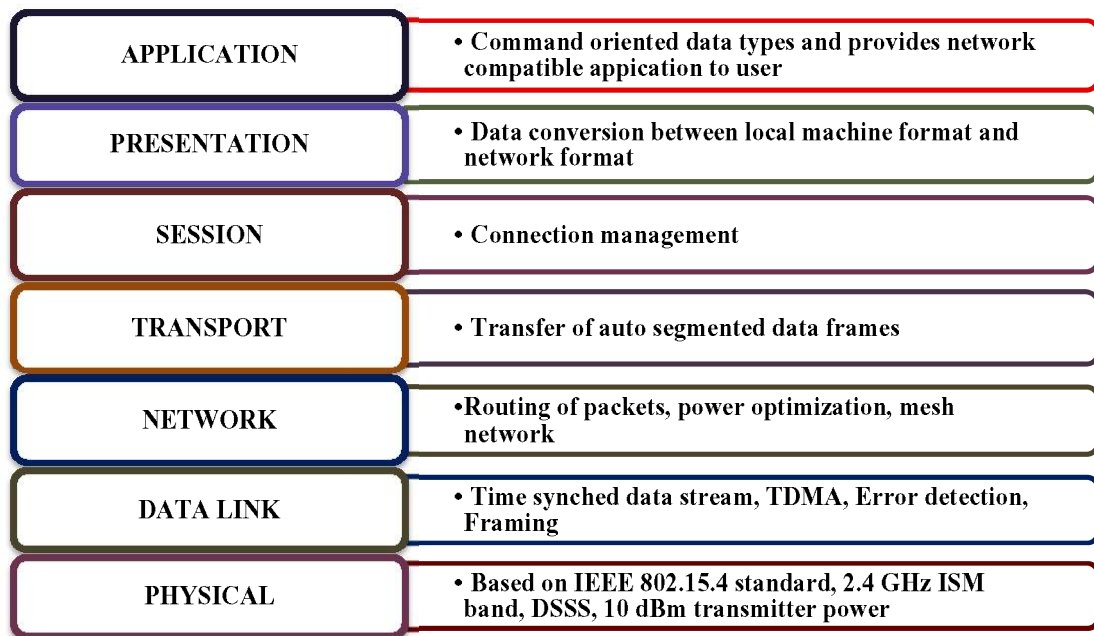 APPLICATION
• Command oriented data types and provides network
compatible appication to user
PRESENTATION
• Data conversion between local machine format and
network format
SESSION
• Connection management
TRANSPORT
• Transfer of auto segmented data frames
NETWORK
•Routing of packets, power optimization, mesh
network
DATA LINK
• Time synched data stream, TDMA, Error detection,
Framing
PHYSICAL
• Based on IEEE 802.15.4 standard, 2.4 GHz ISM
band, DSSS, 10 dBm transmitter power